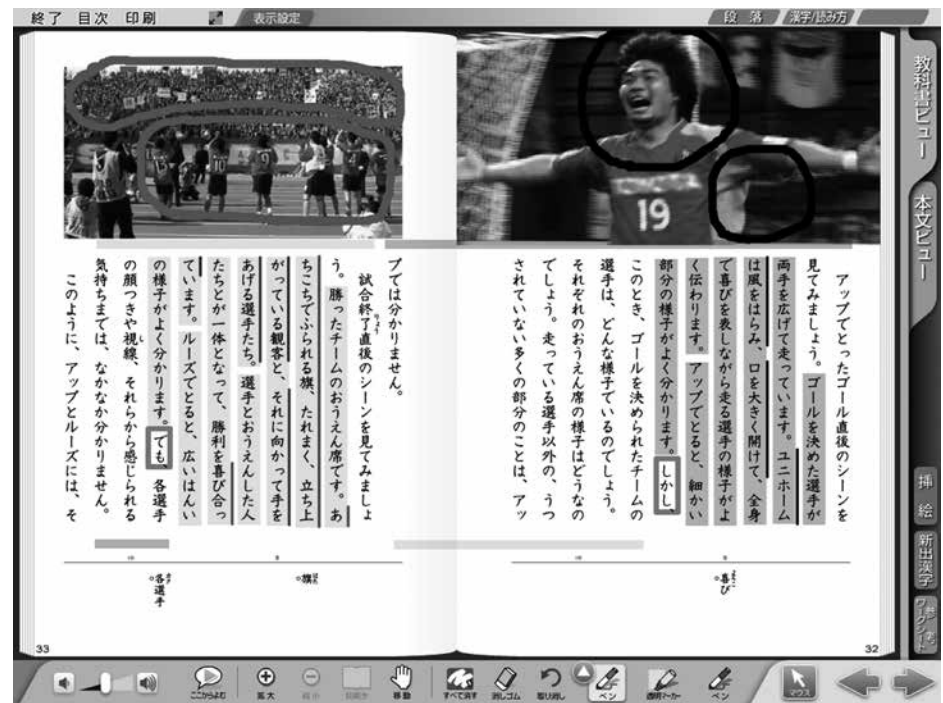 終了 目次 印刷 表示設定 段落 漢字/読み方
TOYOTA
19
アップでとったゴール直後のシーンを
見てみましょう。ゴールを決めた選手が
両手を広げて走っています。ユニホーム
は風をはらみ、口を大きく開けて、全身
で喜びを表しながら走る選手の様子がよ
く伝わります。アップでとると、細かい
部分の様子がよく分かります。しかし、
このとき、ゴールを決められたチームの
選手は、どんな様子でいるのでしょう。
それぞれのおうえん席の様子はどうなの
でしょう。走っている選手以外の、うつ
されていない多くの部分のことは、アッ
喜び。
32
プでは分かりません。
試合終了直後のシーンを見てみましょ
う。勝ったチームのおうえん席です。あ
ちこちでふられる旗、たれまく、立ち上
がっている観客と、それに向かって手を
あげる選手たち。選手とおうえんした人
たちとが一体となって、勝利を喜び合っ
ています。ルーズでとると、広いはんい
の様子がよく分かります。でも、各選手
の顔つきや視線、それらから感じられる
気持ちまでは、なかなか分かりません。
このように、アップとルーズには、そ
旗。
各選手。
33
教科書ビュー
本文ビュー
挿絵
新出漢字
参考
ワークシート
ここからよむ 拡大 縮小 移動 すべて消す 消しゴム 取り消し ペン 透明マーカー ペン マウス